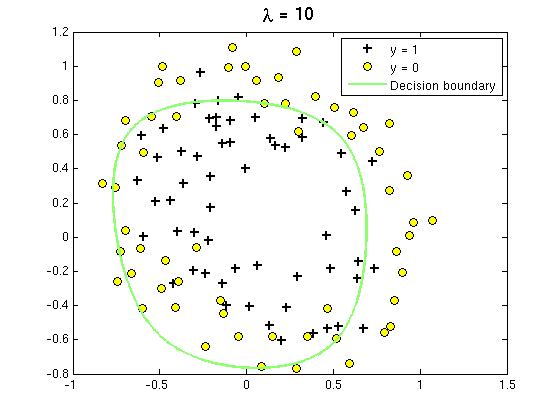 λ = 10
y = 1
y = 0
Decision boundary
1.2
1
0.8
0.6
0.4
0.2
0
-0.2
-0.4
-0.6
-0.8
-1 -0.5 0 0.5 1 1.5